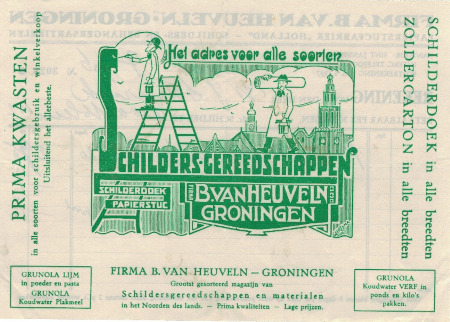 Het adres voor alle soorten
SCHILDERS-GEREEDSCHAPPEN
SCHILDERDOEK
PAPIERSTUC
FIRMA
B. VAN HEUVELN
GRONINGEN
PRIMA KWASTEN
in alle soorten voor schildersgebruik en winkelverkoop
Uitsluitend het allerbeste.
SCHILDERDOEK in alle breedten
ZOLDERCARTON in alle breedten
GRUNOLA LIJM
in poeder en pasta
GRUNOLA
Koudwater Plakmeel
FIRMA B. VAN HEUVELN — GRONINGEN
Grootst gesorteerd magazijn van
Schildersgereedschappen en materialen
in het Noorden des lands. — Prima kwaliteiten — Lage prijzen.
GRUNOLA
Koudwater VERF in
ponds en kilo's
pakken.